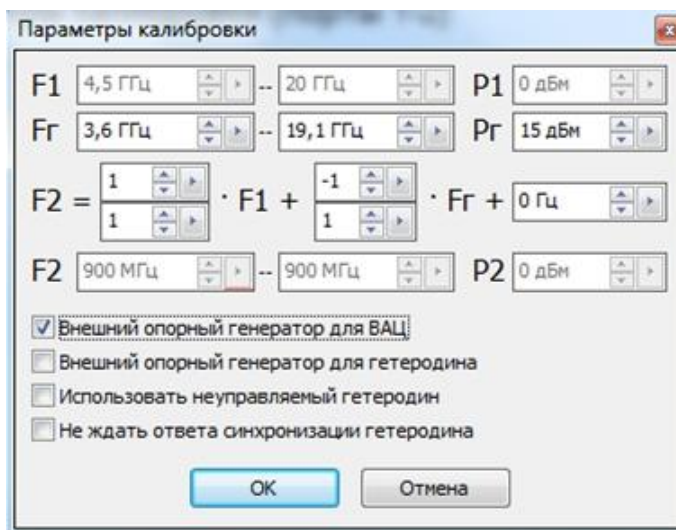 Параметры калибровки
F1 4,5 ГГц -- 20 ГГц P1 0 дБм
Fг 3,6 ГГц -- 19,1 ГГц Pг 15 дБм
F2 = 1 1 · F1 + -1 1 · Fг + 0 Гц
F2 900 МГц -- 900 МГц P2 0 дБм
Внешний опорный генератор для ВАЦ
Внешний опорный генератор для гетеродина
Использовать неуправляемый гетеродин
Не ждать ответа синхронизации гетеродина
ОК Отмена